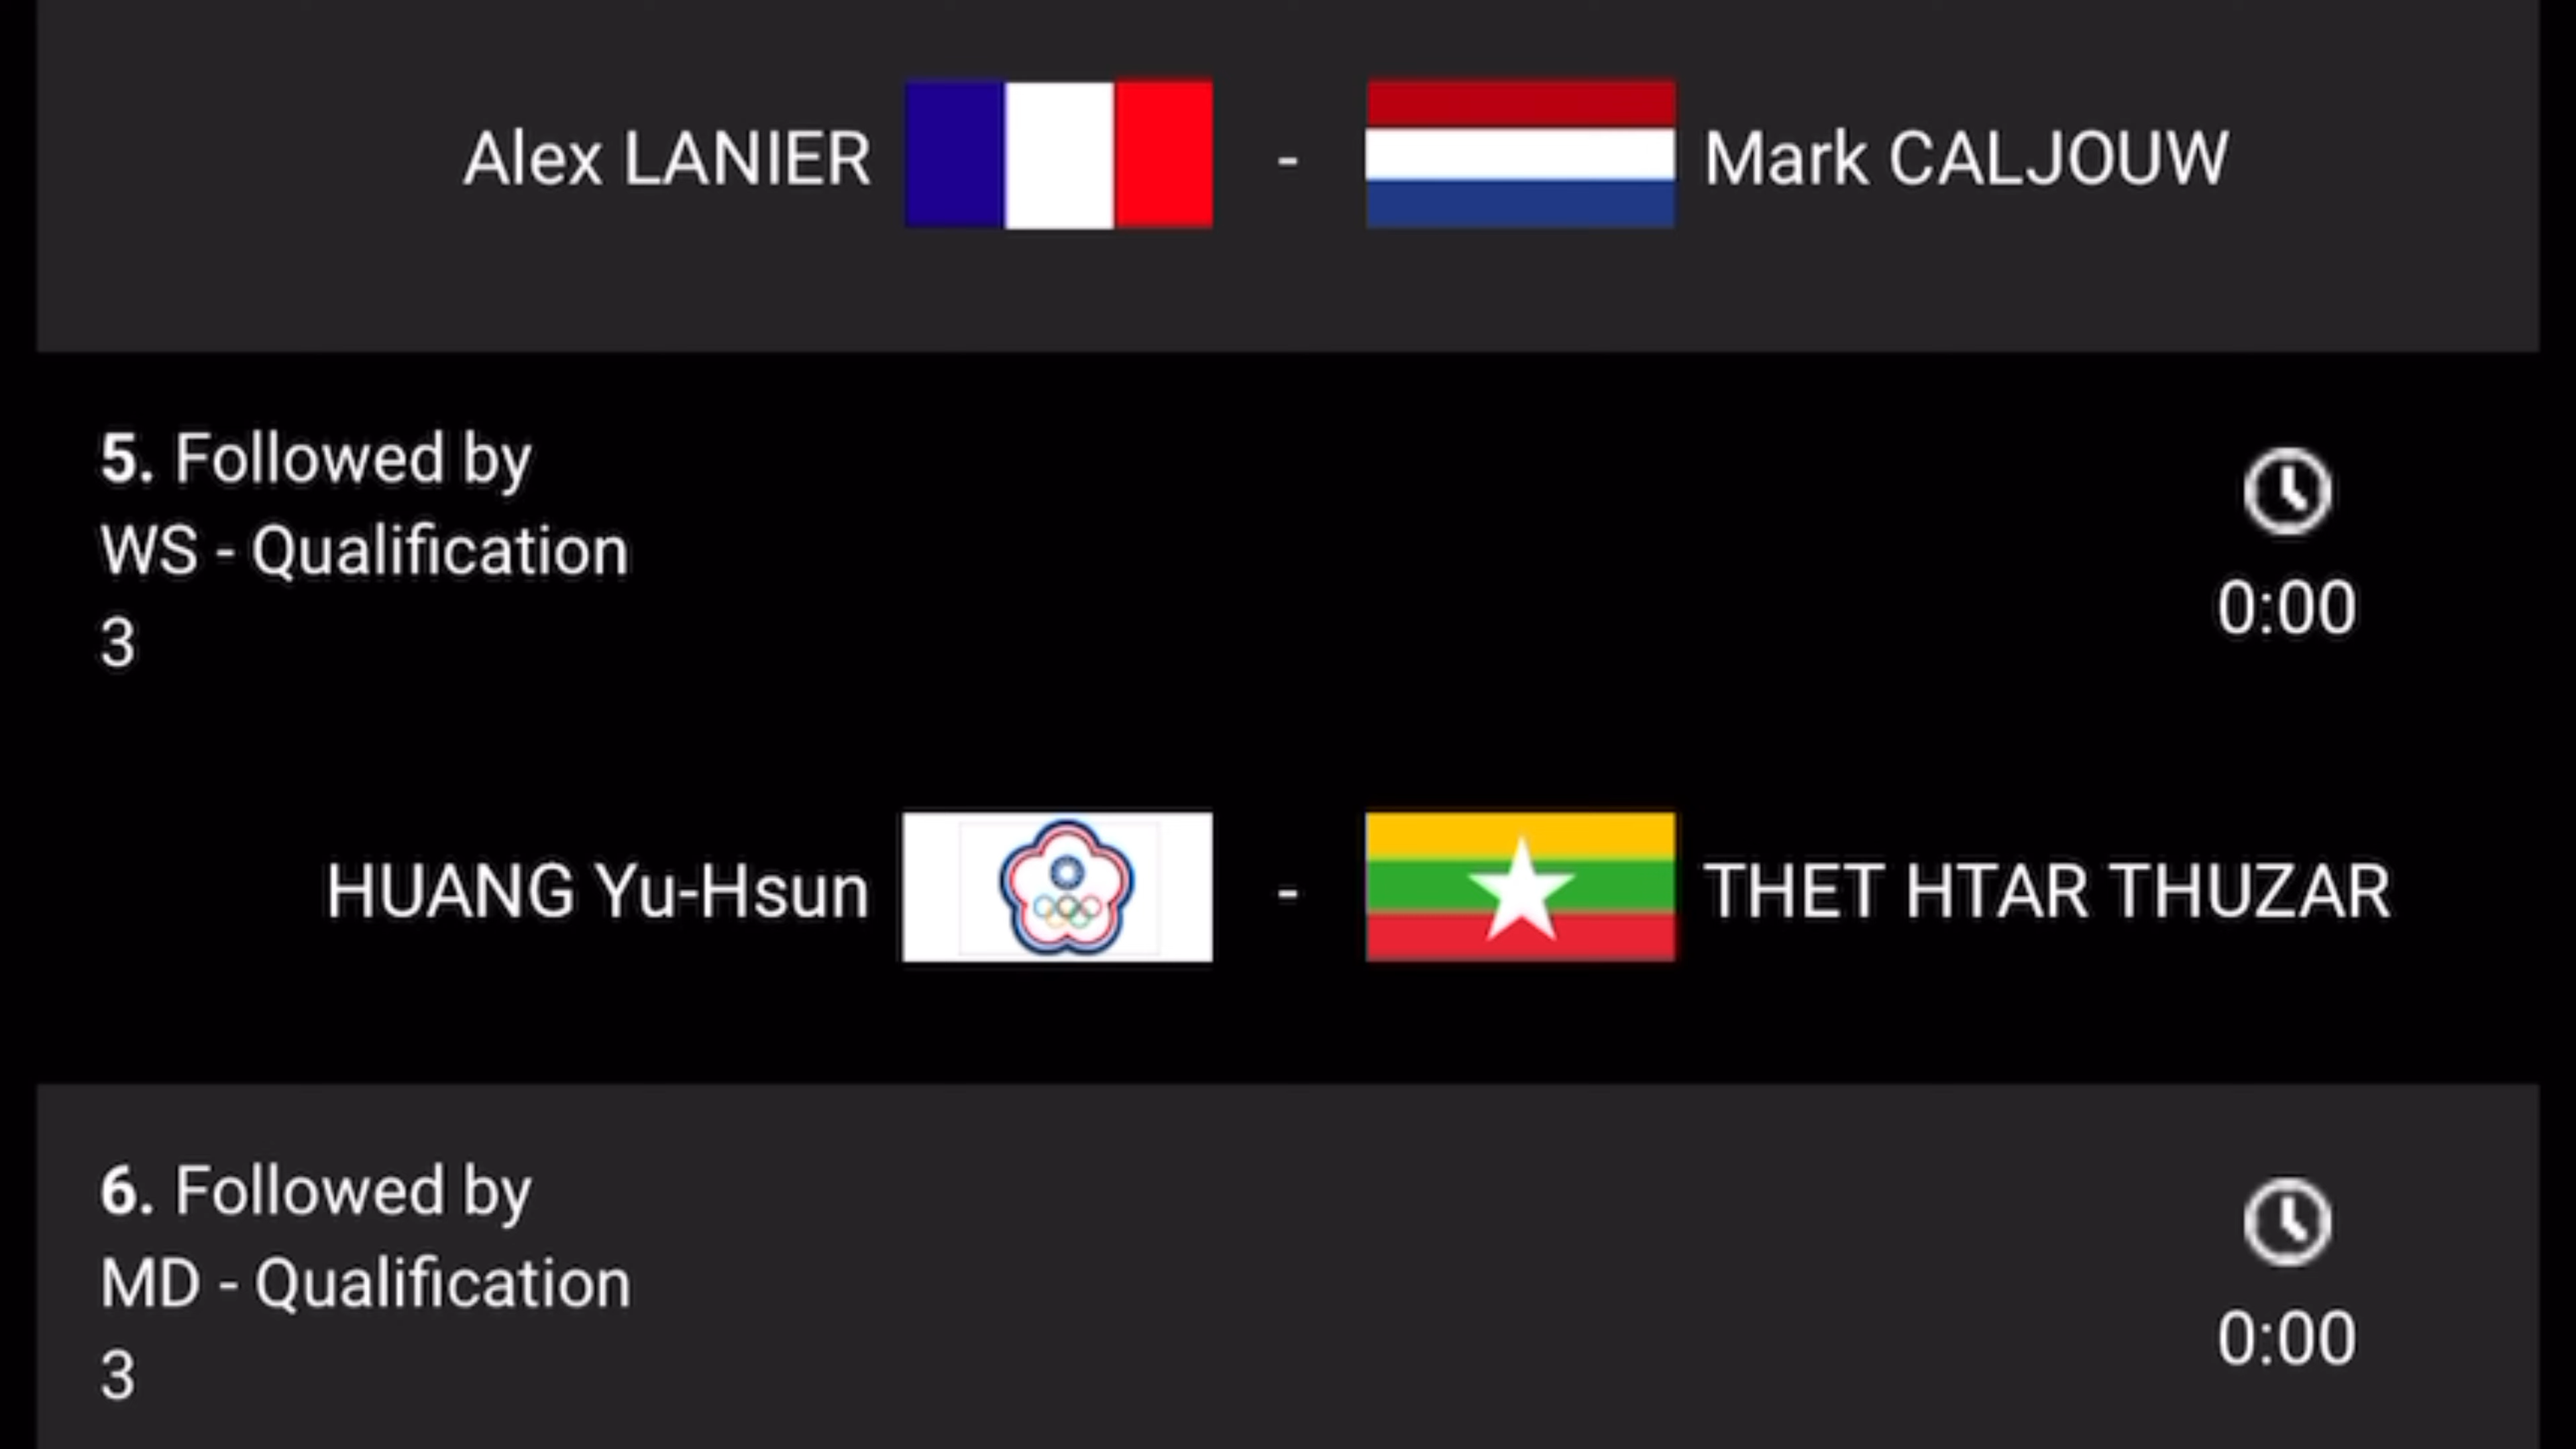 Alex LANIER - Mark CALJOUW
5. Followed by
WS - Qualification
3
0:00
HUANG Yu-Hsun - THET HTAR THUZAR
6. Followed by
MD - Qualification
3
0:00